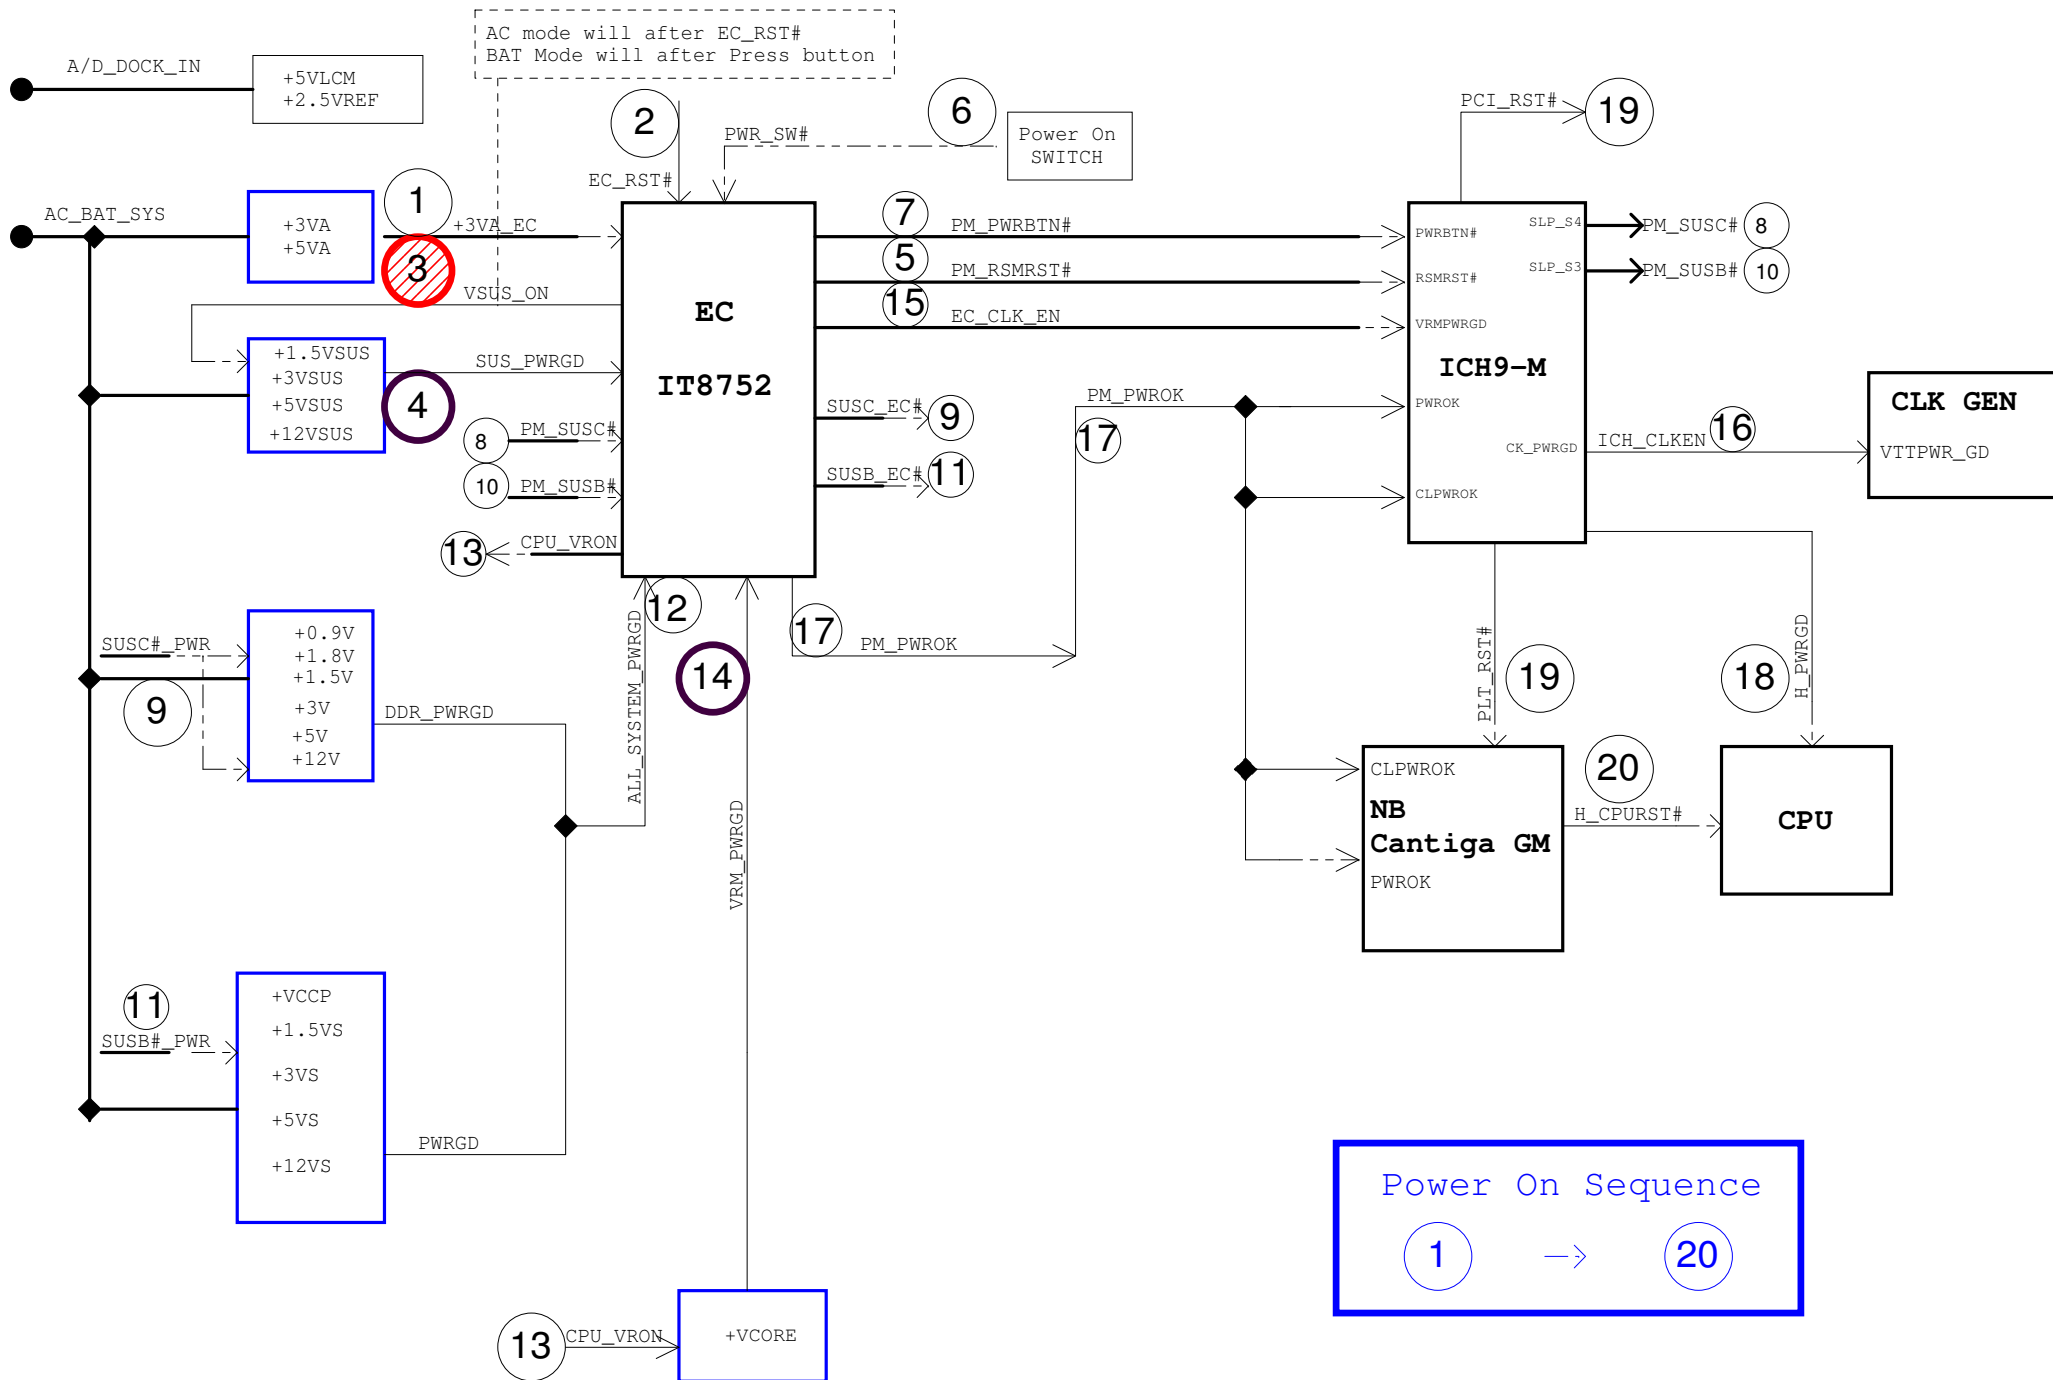 AC mode will after EC_RST#
BAT Mode will after Press button
A/D_DOCK_IN
+5VLCM
+2.5VREF
2
PWR_SW#
6
Power On
SWITCH
PCI_RST#
19
EC_RST#
AC_BAT_SYS
+3VA
+5VA
1
+3VA_EC
3
VSUS_ON
EC
IT8752
7
PM_PWRBTN#
5
PM_RSMRST#
15
EC_CLK_EN
PWRBTN#
RSMRST#
VRMPWRGD
ICH9-M
PWROK
CLPWROK
SLP_S4
SLP_S3
CK_PWRGD
PM_SUSC#
8
PM_SUSB#
10
+1.5VSUS
+3VSUS
+5VSUS
+12VSUS
SUS_PWRGD
4
8
PM_SUSC#
10
PM_SUSB#
13
CPU_VRON
SUSC_EC#
9
SUSB_EC#
11
PM_PWROK
17
ICH_CLKEN
16
CLK GEN
VTTPWR_GD
12
17
PM_PWROK
14
ALL_SYSTEM_PWRGD
VRM_PWRGD
SUSC#_PWR
9
+0.9V
+1.8V
+1.5V
+3V
+5V
+12V
DDR_PWRGD
PLT_RST#
19
18
H_PWRGD
CLPWROK
NB
Cantiga GM
PWROK
20
H_CPURST#
CPU
11
SUSB#_PWR
+VCCP
+1.5VS
+3VS
+5VS
+12VS
PWRGD
Power On Sequence
1
20
13
CPU_VRON
+VCORE